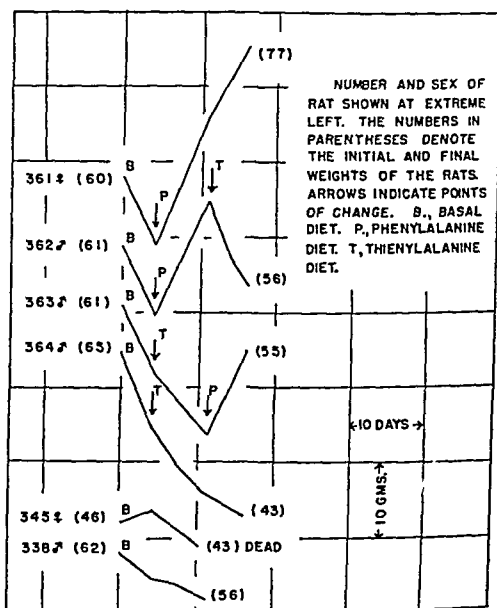 (77)
NUMBER AND SEX OF
RAT SHOWN AT EXTREME
LEFT. THE NUMBERS IN
PARENTHESES DENOTE
THE INITIAL AND FINAL
WEIGHTS OF THE RATS.
ARROWS INDICATE POINTS
OF CHANGE. B., BASAL
DIET. P., PHENYLALANINE
DIET. T, THIENYLALANINE
DIET.
361♀ (60) B
P
T
362♂ (61) B
P
(56)
363♂ (61) B
T
364♂ (65) B
T
P
(55)
10 DAYS
10 GMS.
(43)
345♀ (46) B
(43) DEAD
338♂ (62) B
(56)